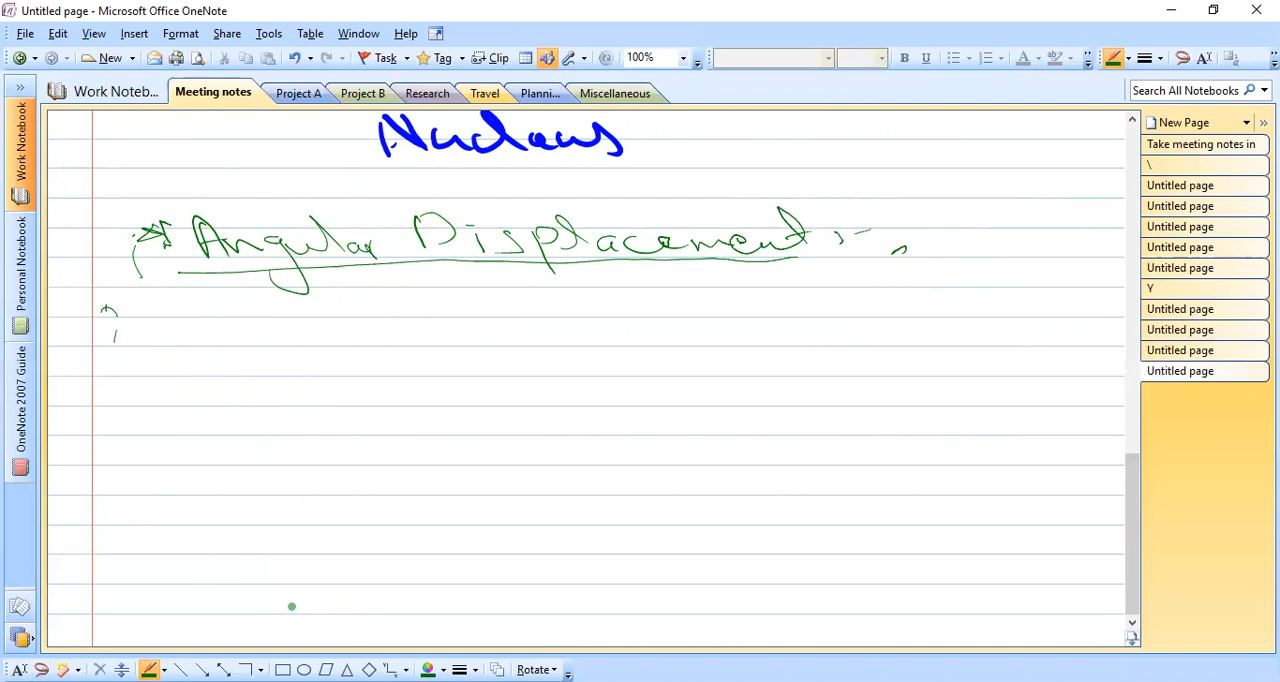 Untitled page - Microsoft Office OneNote
File Edit View Insert Format Share Tools Table Window Help
New Task Tag Clip 100% B U A A
Work Noteb... Meeting notes Project A Project B Research Travel Planni... Miscellaneous Search All Notebooks
Work Notebook
Personal Notebook
OneNote 2007 Guide
Nucleus
* Angular Displacement :-
New Page
Take meeting notes in
\
Untitled page
Untitled page
Untitled page
Untitled page
Untitled page
Y
Untitled page
Untitled page
Untitled page
Untitled page
A Rotate